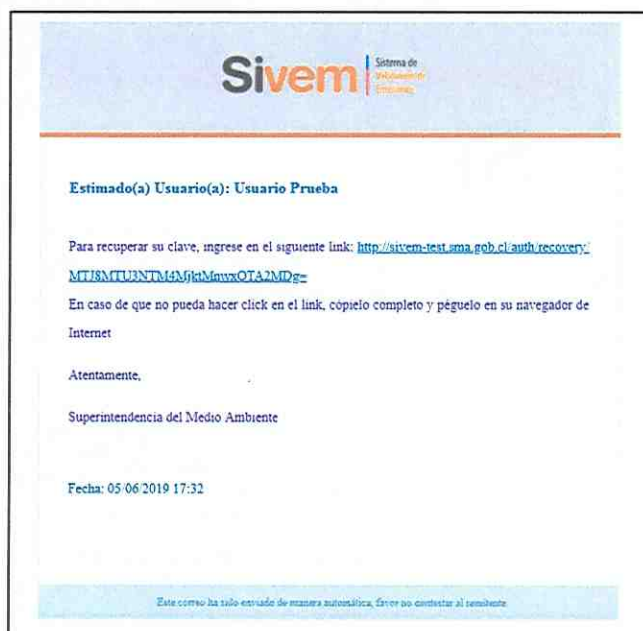 Sivem
Sistema de
Estimado(a) Usuario(a): Usuario Prueba
Para recuperar su clave, ingrese en el siguiente link: http://sivem-test.sma.gob.cl/auth/recovery/
En caso de que no pueda hacer click en el link, cópielo completo y péguelo en su navegador de
Internet
Atentamente,
Superintendencia del Medio Ambiente
Fecha: 05/06/2019 17:32
Este correo ha sido enviado de manera automática, favor no contestar al remitente